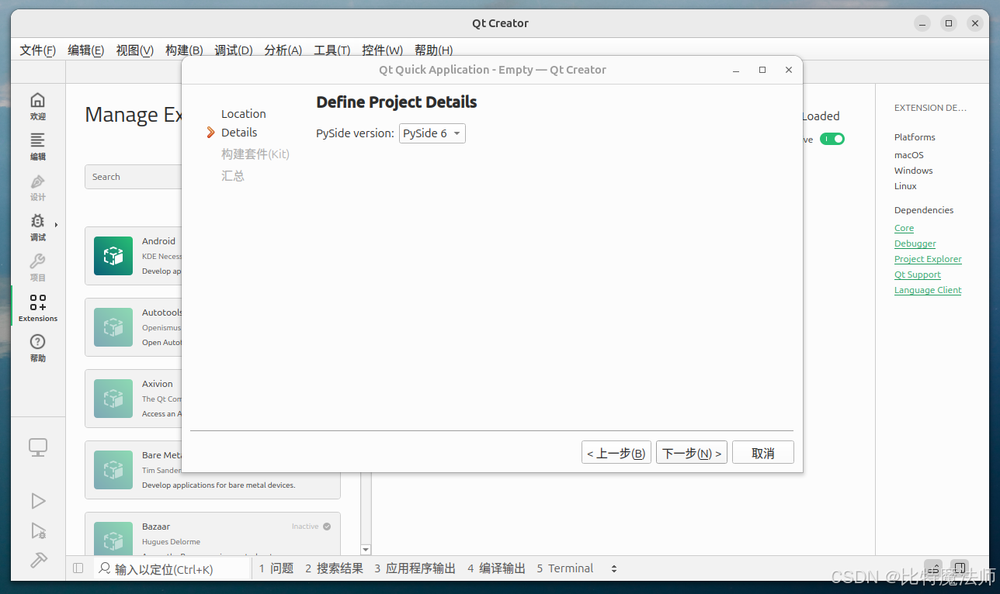 Qt Creator
文件(F) 编辑(E) 视图(V) 构建(B) 调试(D) 分析(A) 工具(T) 控件(W) 帮助(H)
Qt Quick Application - Empty — Qt Creator
欢迎
编辑
设计
调试
项目
Extensions
帮助
Manage Ex
Search
Android
KDE Necess
Develop ap
Autotools
Openismus
Open Autot
Axivion
The Qt Com
Access an A
Bare Meta
Tim Sander
Develop applications for bare metal devices.
Bazaar
Inactive
Hugues Delorme
Location
Details
构建套件(Kit)
汇总
Define Project Details
PySide version: PySide 6
< 上一步(B) 下一步(N) > 取消
Loaded
ve
EXTENSION DE...
Platforms
macOS
Windows
Linux
Dependencies
Core
Debugger
Project Explorer
Qt Support
Language Client
输入以定位(Ctrl+K) 1 问题 2 搜索结果 3 应用程序输出 4 编译输出 5 Terminal
CSDN @比特魔法师